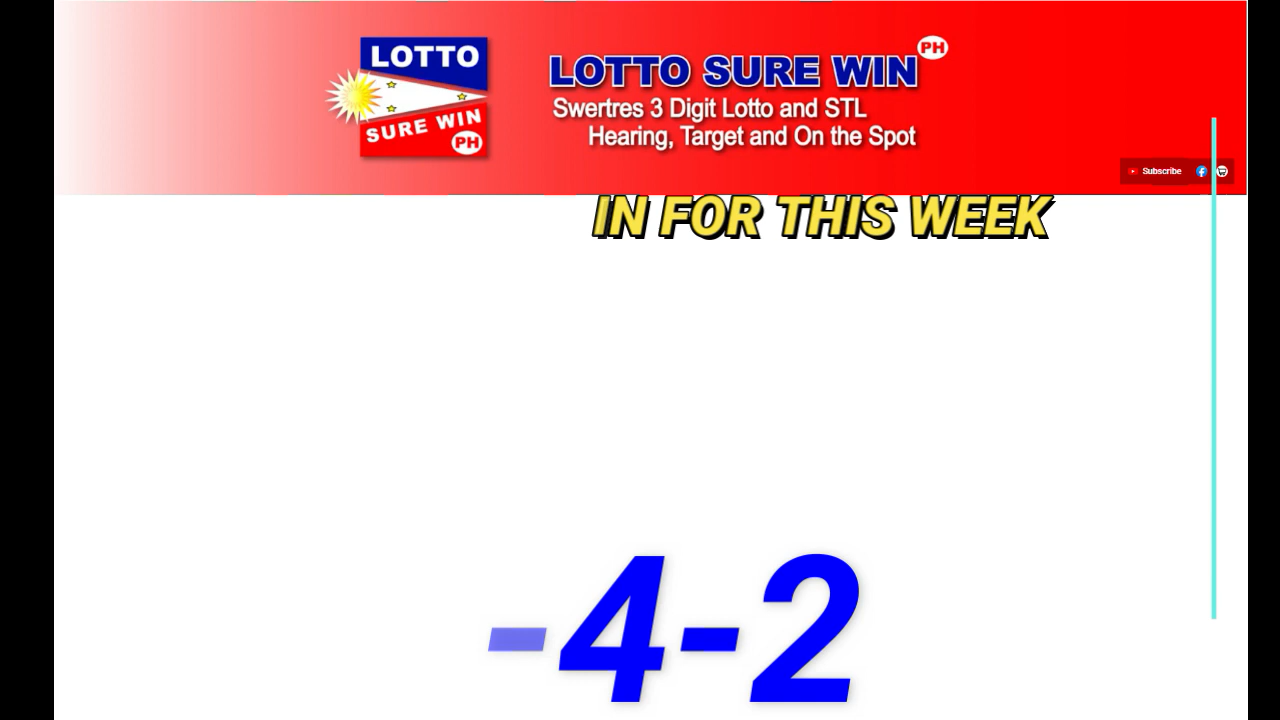 LOTTO
SURE WIN
PH
LOTTO SURE WIN PH
Swertres 3 Digit Lotto and STL
Hearing, Target and On the Spot
Subscribe
IN FOR THIS WEEK
-4-2